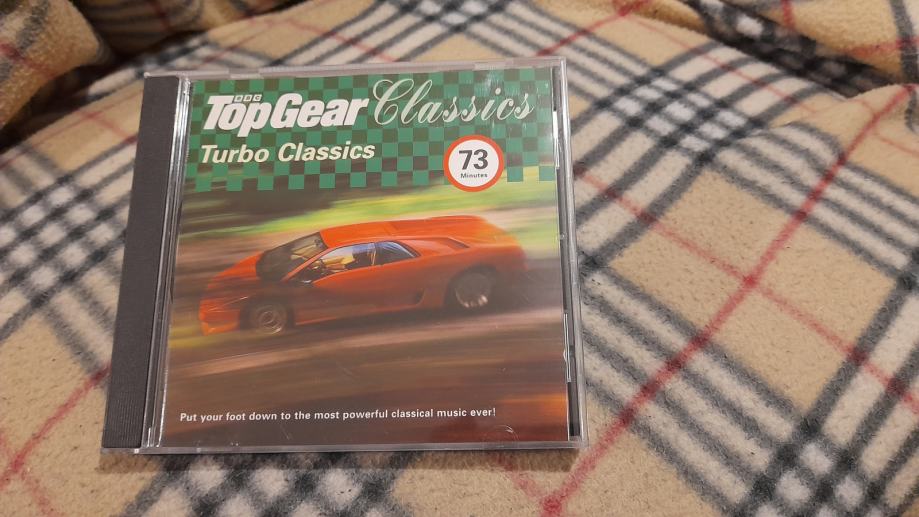 BBC
TopGear Classics
Turbo Classics
73
Minutes
Put your foot down to the most powerful classical music ever!